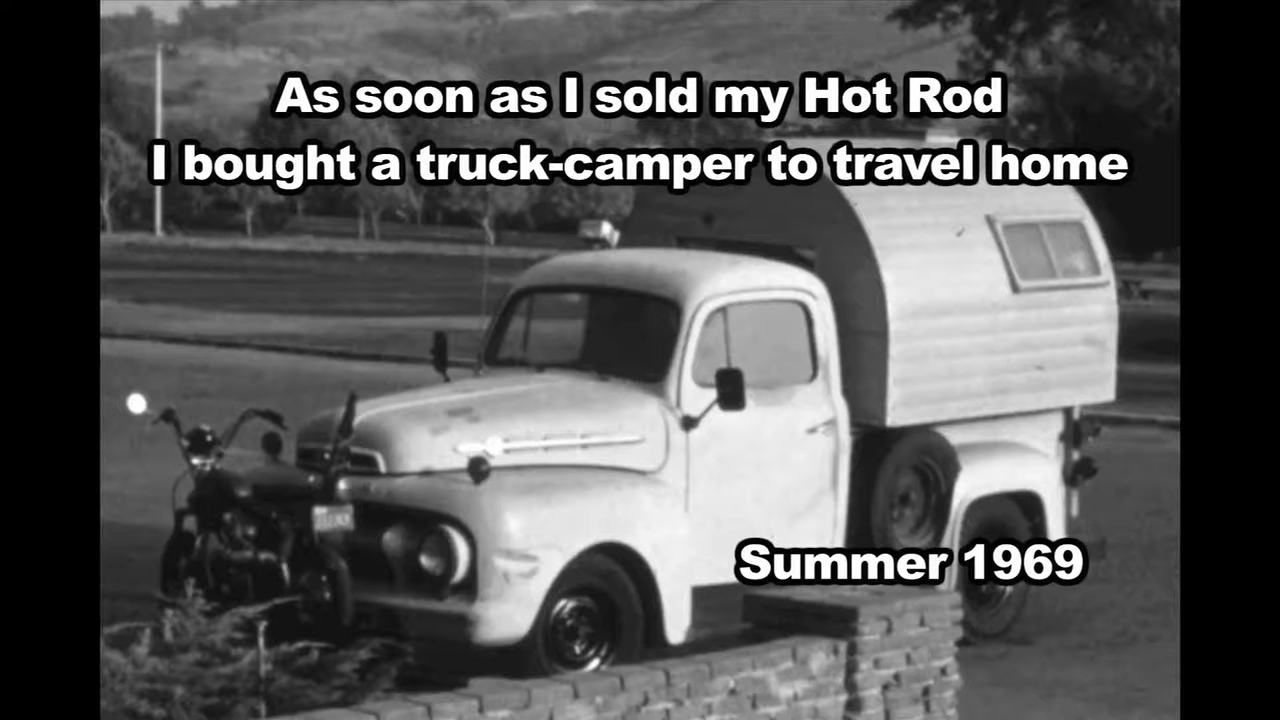 As soon as I sold my Hot Rod
I bought a truck-camper to travel home
Summer 1969